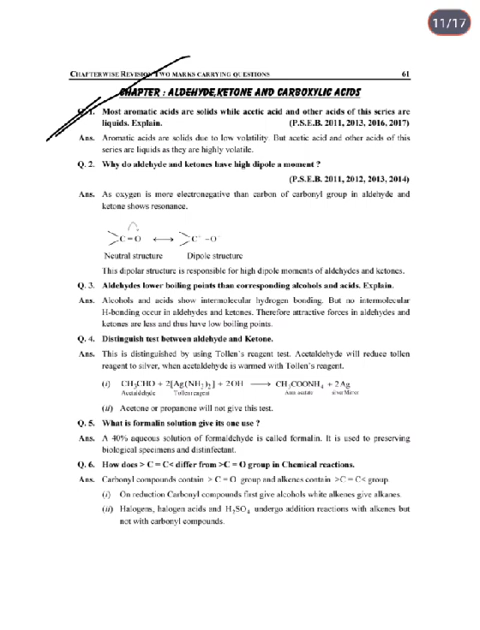 11/17
CHAPTERWISE REVISION TWO MARKS CARRYING QUESTIONS 61
CHAPTER : ALDEHYDE,KETONE AND CARBOXYLIC ACIDS
Q. 1. Most aromatic acids are solids while acetic acid and other acids of this series are
liquids. Explain. (P.S.E.B. 2011, 2013, 2016, 2017)
Ans. Aromatic acids are solids due to low volatility. But acetic acid and other acids of this
series are liquids as they are highly volatile.
Q. 2. Why do aldehyde and ketones have high dipole a moment ?
(P.S.E.B. 2011, 2012, 2013, 2014)
Ans. As oxygen is more electronegative than carbon of carbonyl group in aldehyde and
ketone shows resonance.
>C = O ⟷ >C⁺ – O⁻
Neutral structure Dipole structure
This dipolar structure is responsible for high dipole moments of aldehydes and ketones.
Q. 3. Aldehydes lower boiling points than corresponding alcohols and acids. Explain.
Ans. Alcohols and acids show intermolecular hydrogen bonding. But no intermolecular
H-bonding occur in aldehydes and ketones. Therefore attractive forces in aldehydes and
ketones are less and thus have low boiling points.
Q. 4. Distinguish test between aldehyde and Ketone.
Ans. This is distinguished by using Tollen's reagent test. Acetaldehyde will reduce tollen
reagent to silver, when acetaldehyde is warmed with Tollen's reagent.
(i) CH₃CHO + 2[Ag(NH₃)₂] + 2OH ⟶ CH₃COONH₄ + 2Ag
Acetaldehyde Tollen reagent Amm acetate silver Mirror
(ii) Acetone or propanone will not give this test.
Q. 5. What is formalin solution give its one use ?
Ans. A 40% aqueous solution of formaldehyde is called formalin. It is used to preserving
biological specimens and disinfectant.
Q. 6. How does > C = C< differ from >C = O group in Chemical reactions.
Ans. Carbonyl compounds contain > C = O group and alkenes contain >C = C< group
(i) On reduction Carbonyl compounds first give alcohols white alkenes give alkanes.
(ii) Halogens, halogen acids and H₂SO₄ undergo addition reactions with alkenes but
not with carbonyl compounds.